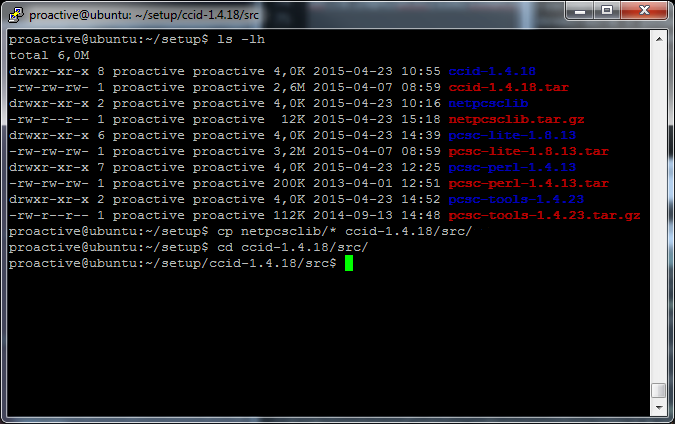 proactive@ubuntu: ~/setup/ccid-1.4.18/src
proactive@ubuntu:~/setup$ ls -lh
total 6,0M
drwxr-xr-x 8 proactive proactive 4,0K 2015-04-23 10:55 ccid-1.4.18
-rw-rw-rw- 1 proactive proactive 2,6M 2015-04-07 08:59 ccid-1.4.18.tar
drwxr-xr-x 2 proactive proactive 4,0K 2015-04-23 10:16 netpcsclib
-rw-r--r-- 1 proactive proactive  12K 2015-04-23 15:18 netpcsclib.tar.gz
drwxr-xr-x 6 proactive proactive 4,0K 2015-04-23 14:39 pcsc-lite-1.8.13
-rw-rw-rw- 1 proactive proactive 3,2M 2015-04-07 08:59 pcsc-lite-1.8.13.tar
drwxr-xr-x 7 proactive proactive 4,0K 2015-04-23 12:25 pcsc-perl-1.4.13
-rw-rw-rw- 1 proactive proactive 200K 2013-04-01 12:51 pcsc-perl-1.4.13.tar
drwxr-xr-x 2 proactive proactive 4,0K 2015-04-23 14:52 pcsc-tools-1.4.23
-rw-r--r-- 1 proactive proactive 112K 2014-09-13 14:48 pcsc-tools-1.4.23.tar.gz
proactive@ubuntu:~/setup$ cp netpcsclib/* ccid-1.4.18/src/
proactive@ubuntu:~/setup$ cd ccid-1.4.18/src/
proactive@ubuntu:~/setup/ccid-1.4.18/src$